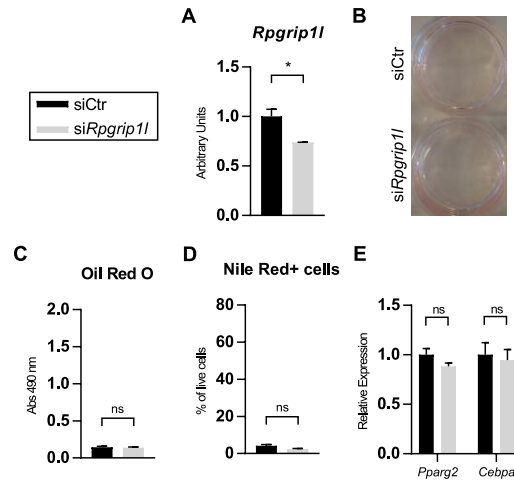 A
B
Rpgrip1l
siCtr
siRpgrip1l
Arbitrary Units
1.5
1.0
0.5
0.0
*
siCtr
siRpgrip1l
C
D
E
Oil Red O
Nile Red+ cells
Abs 490 nm
2.0
1.5
1.0
0.5
0.0
ns
% of live cells
80
60
40
20
0
ns
Relative Expression
1.5
1.0
0.5
0.0
ns
ns
Pparg2
Cebpa